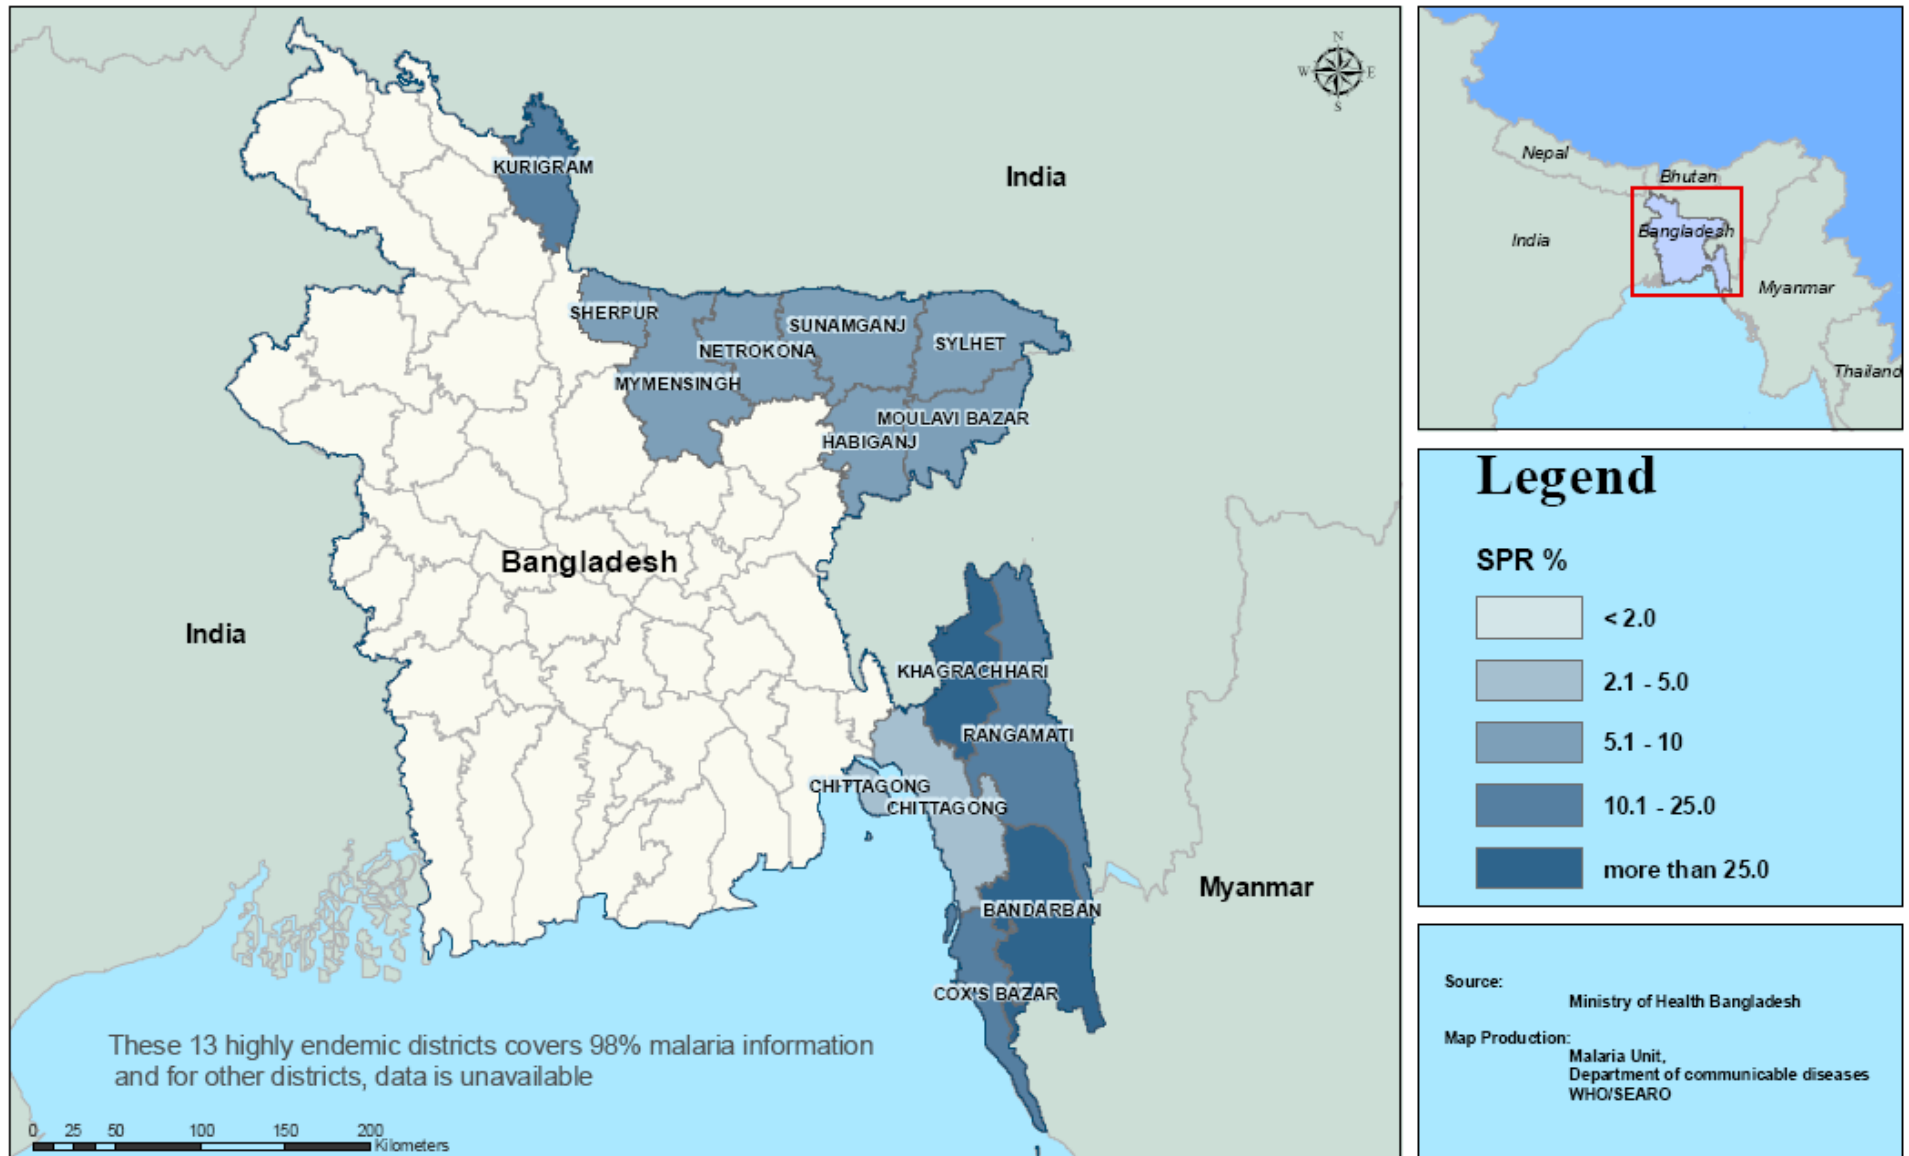 N
W E
S
KURIGRAM
India
SHERPUR
SUNAMGANJ
NETROKONA
SYLHET
MYMENSINGH
MOULAVI BAZAR
HABIGANJ
Bangladesh
India
KHAGRACHHARI
RANGAMATI
CHITTAGONG
CHITTAGONG
Myanmar
BANDARBAN
COX'S BAZAR
These 13 highly endemic districts covers 98% malaria information
and for other districts, data is unavailable
0 25 50 100 150 200
Kilometers
Nepal
Bhutan
India
Bangladesh
Myanmar
Thailand
Legend
SPR %
< 2.0
2.1 - 5.0
5.1 - 10
10.1 - 25.0
more than 25.0
Source:
Ministry of Health Bangladesh
Map Production:
Malaria Unit,
Department of communicable diseases
WHO/SEARO